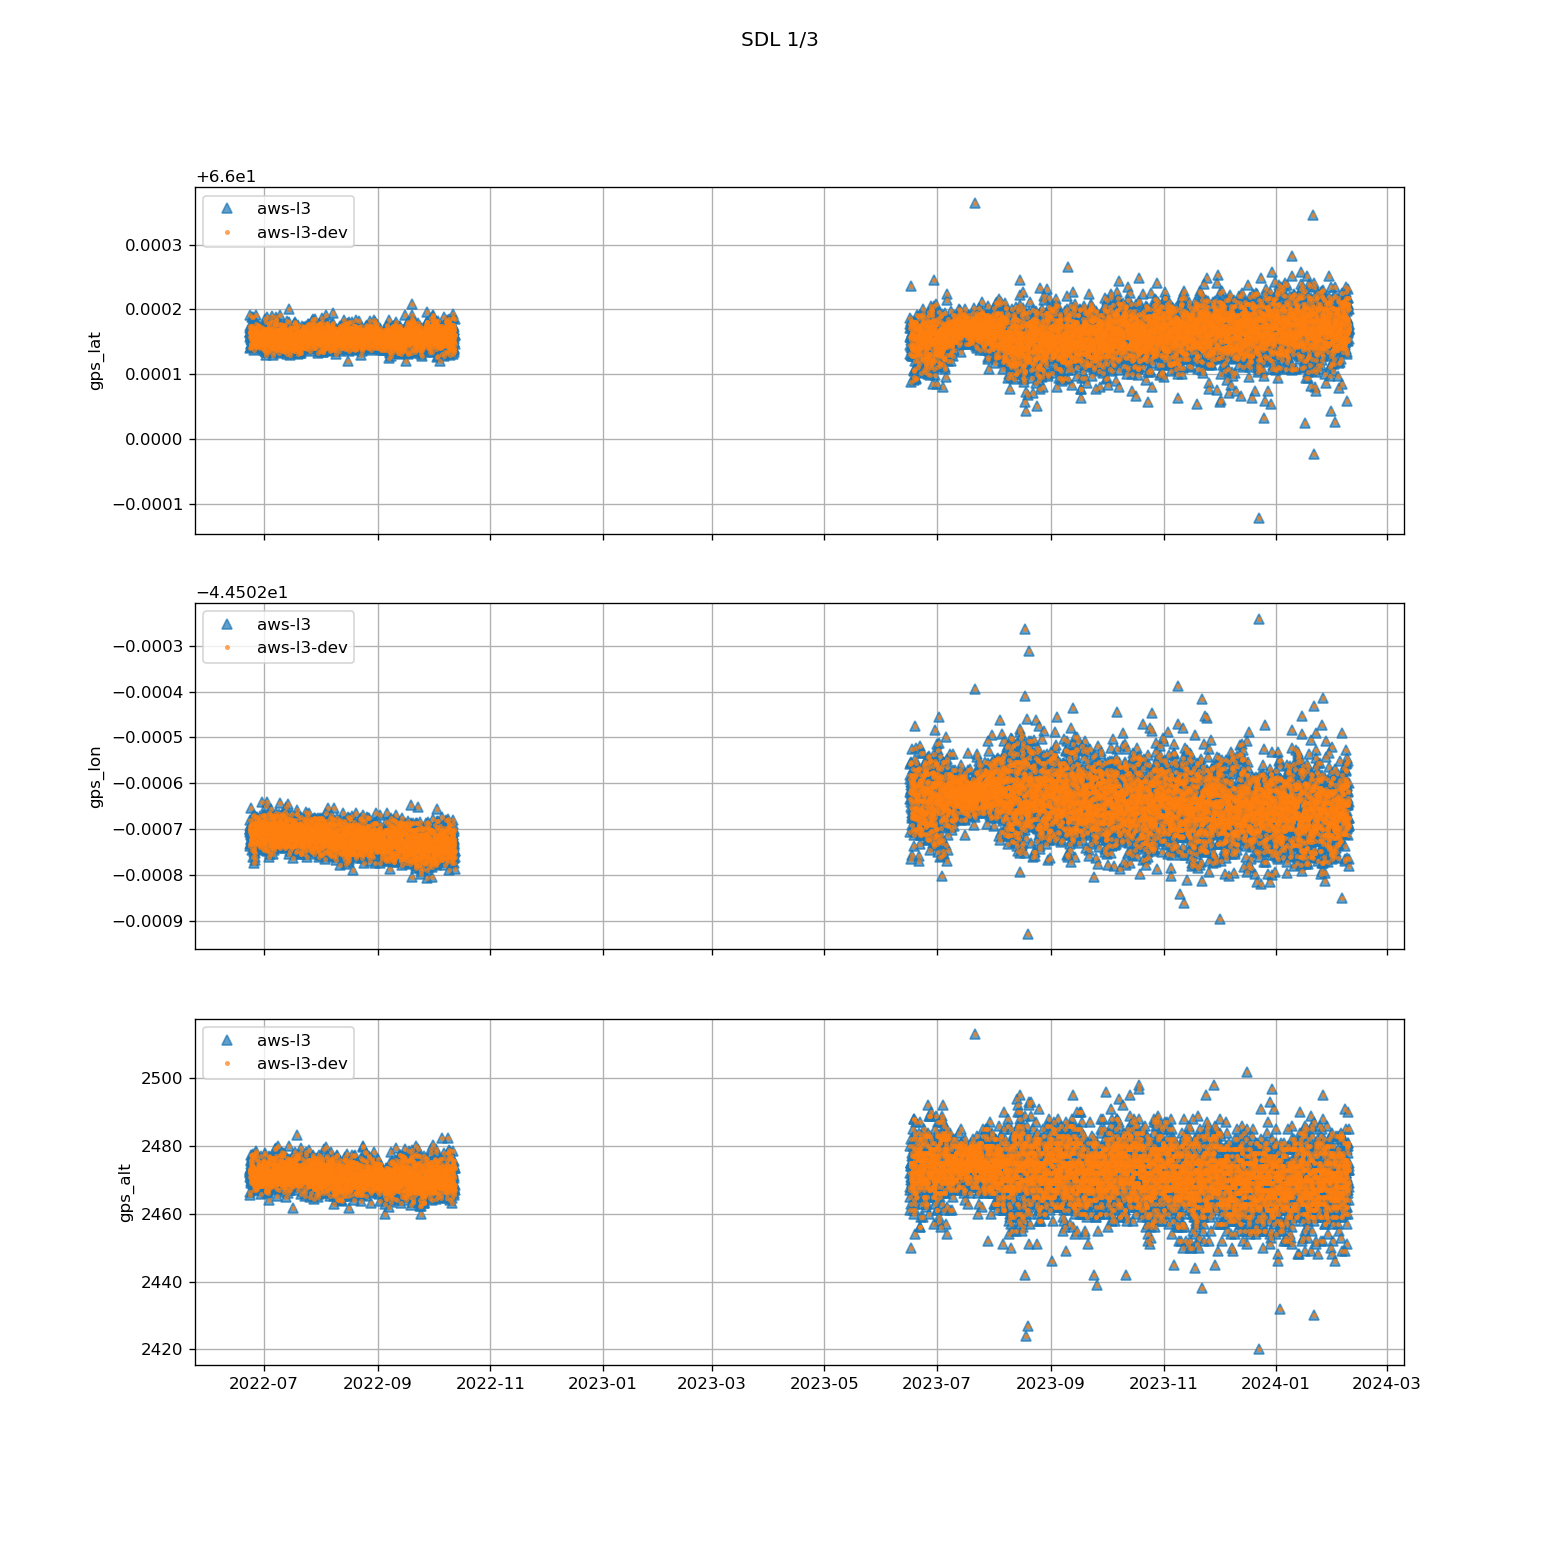 SDL 1/3
+6.6e1
aws-l3
aws-l3-dev
0.0003
0.0002
0.0001
0.0000
−0.0001
gps_lat
−4.4502e1
aws-l3
aws-l3-dev
−0.0003
−0.0004
−0.0005
−0.0006
−0.0007
−0.0008
−0.0009
gps_lon
aws-l3
aws-l3-dev
2500
2480
2460
2440
2420
gps_alt
2022-07 2022-09 2022-11 2023-01 2023-03 2023-05 2023-07 2023-09 2023-11 2024-01 2024-03